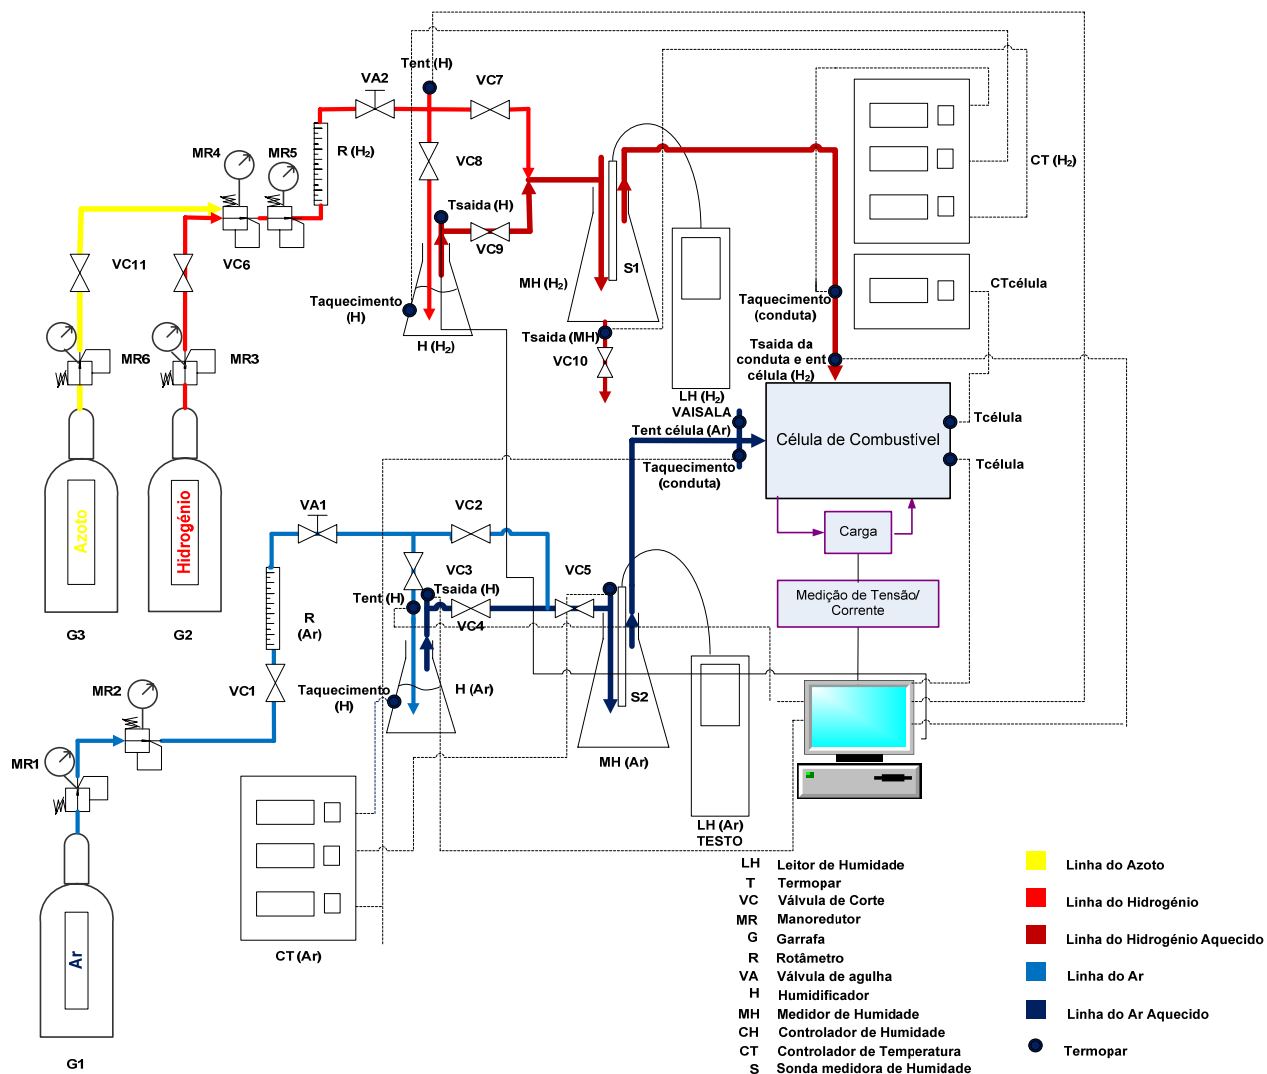 Tent (H)
VA2
VC7
MR4
MR5
R (H₂)
VC8
CT (H₂)
Tsaida (H)
VC11
VC6
VC9
MH (H₂)
S1
CTcélula
Taquecimento
(H)
Taquecimento
(conduta)
H (H₂)
Tsaida (MH)
VC10
Tsaida da
conduta e ent
célula (H₂)
MR6
MR3
LH (H₂)
VAISALA
Tent célula (Ar)
Taquecimento
(conduta)
Célula de Combustível
Tcélula
Tcélula
Azoto
Hidrogénio
VA1
VC2
Carga
VC3
Tsaida (H)
VC5
Tent (H)
VC4
Medição de Tensão/
Corrente
G3
G2
R
(Ar)
MR2
VC1
Taquecimento
(H)
H (Ar)
S2
MR1
MH (Ar)
LH (Ar)
TESTO
Ar
CT (Ar)
G1
LH Leitor de Humidade
T Termopar
VC Válvula de Corte
MR Manoredutor
G Garrafa
R Rotâmetro
VA Válvula de agulha
H Humidificador
MH Medidor de Humidade
CH Controlador de Humidade
CT Controlador de Temperatura
S Sonda medidora de Humidade
Linha do Azoto
Linha do Hidrogénio
Linha do Hidrogénio Aquecido
Linha do Ar
Linha do Ar Aquecido
Termopar